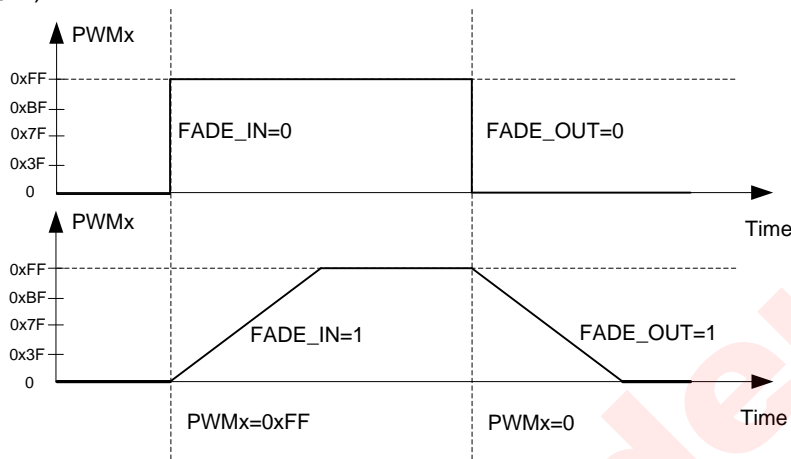 PWMx
0xFF
0xBF
FADE_IN=0
FADE_OUT=0
0x7F
0x3F
0
PWMx
Time
0xFF
0xBF
0x7F
FADE_IN=1
FADE_OUT=1
0x3F
0
PWMx=0xFF
PWMx=0
Time